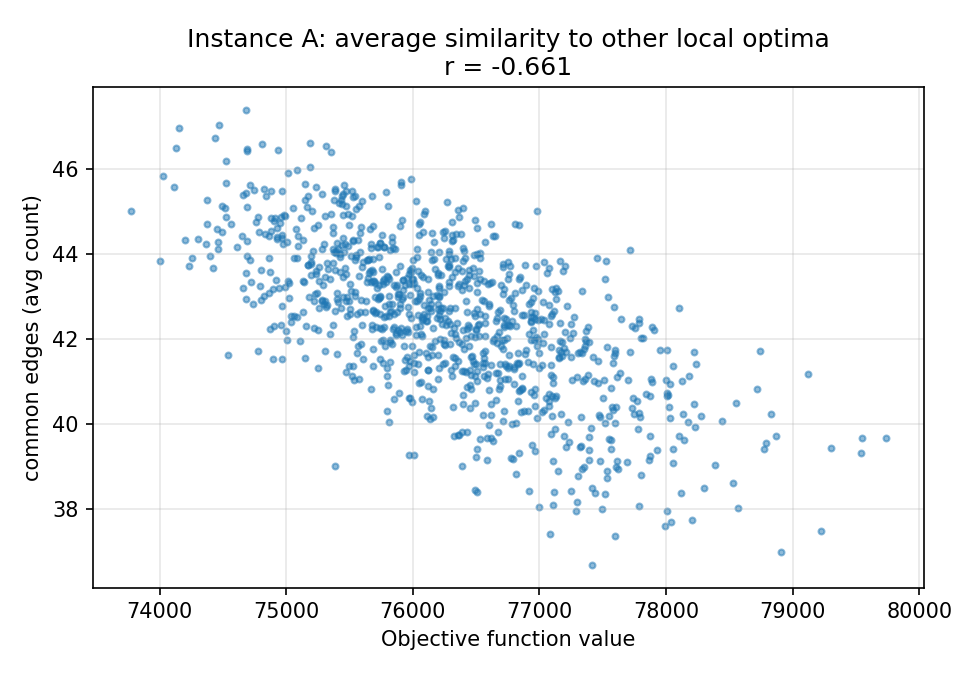 Instance A: average similarity to other local optima
r = -0.661
common edges (avg count)
46
44
42
40
38
74000 75000 76000 77000 78000 79000 80000
Objective function value